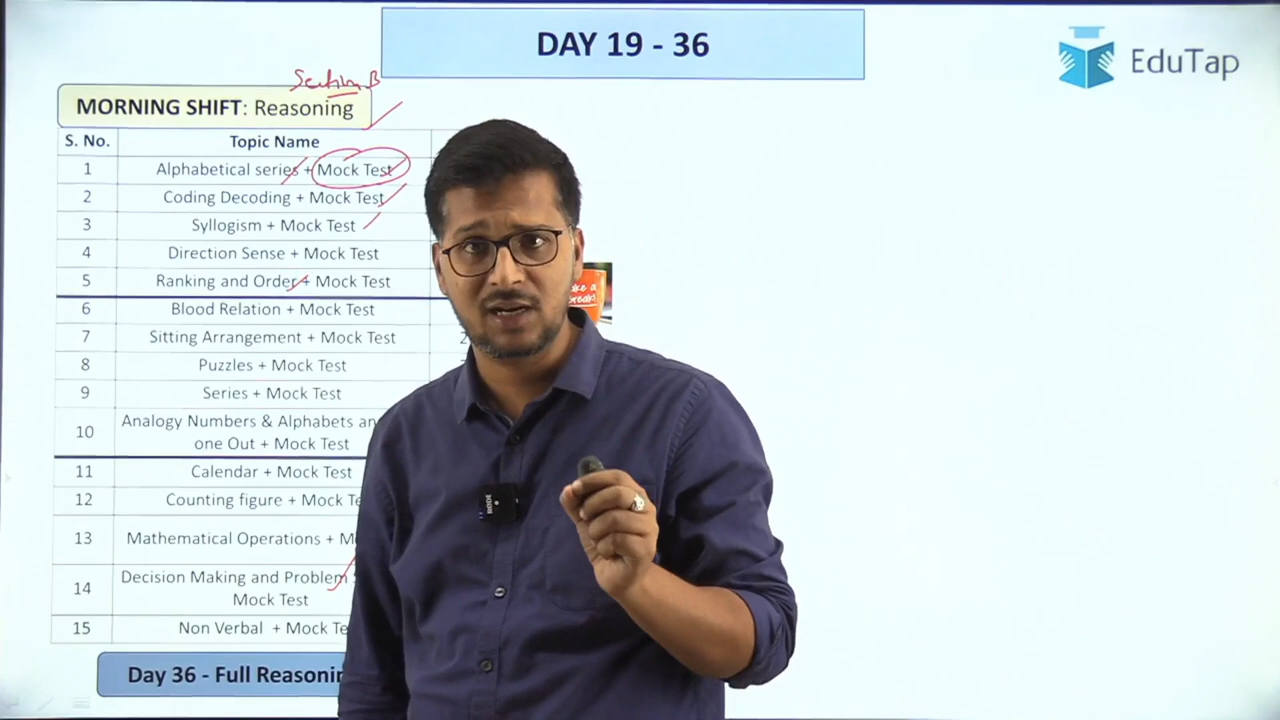 DAY 19 - 36
EduTap
Section B
MORNING SHIFT: Reasoning
S. No. Topic Name
1 Alphabetical series + Mock Test
2 Coding Decoding + Mock Test
3 Syllogism + Mock Test
4 Direction Sense + Mock Test
5 Ranking and Order + Mock Test
6 Blood Relation + Mock Test
7 Sitting Arrangement + Mock Test
8 Puzzles + Mock Test
9 Series + Mock Test
10 Analogy Numbers & Alphabets
one Out + Mock Test
11 Calendar + Mock Test
12 Counting figure + Mock
13 Mathematical Operations +
14 Decision Making and Problem
Mock Test
15 Non Verbal + Mock
Day 36 - Full
RODE